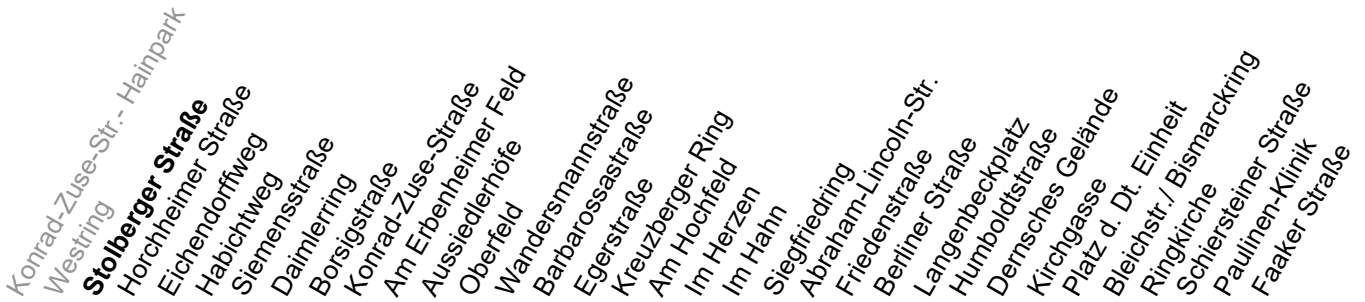 Konrad-Zuse-Str.- Hainpark
Westring
Stolberger Straße
Horchheimer Straße
Eichendorffweg
Habichtweg
Siemensstraße
Daimlerring
Borsigstraße
Konrad-Zuse-Straße
Am Erbenheimer Feld
Aussiedlerhöfe
Oberfeld
Wandersmannstraße
Barbarossastraße
Egerstraße
Kreuzberger Ring
Am Hochfeld
Im Herzen
Im Hahn
Siegfriedring
Abraham-Lincoln-Str.
Friedenstraße
Berliner Straße
Langenbeckplatz
Humboldtstraße
Dernsches Gelände
Kirchgasse
Platz d. Dt. Einheit
Bleichstr / Bismarckring
Ringkirche
Schiersteiner Straße
Paulinen-Klinik
Faaker Straße